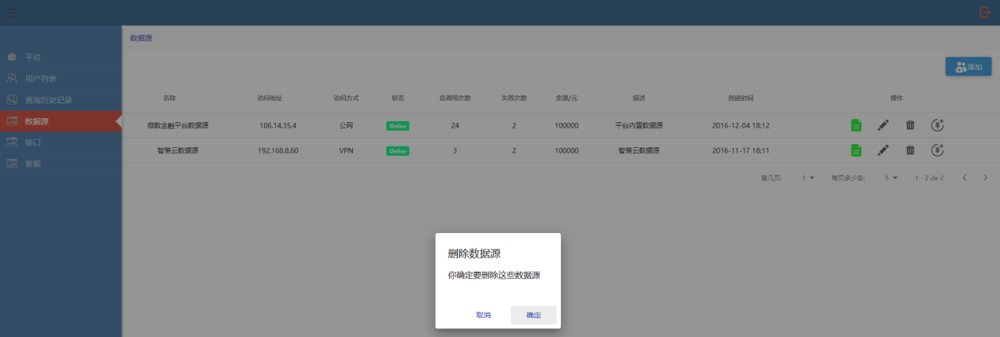 数据源
平台
用户列表
查询历史记录
数据源
接口
套餐
添加
名称 访问地址 访问方式 状态 总调用次数 失败次数 余额/元 描述 创建时间 操作
微数金融平台数据源 106.14.35.4 公网 Online 24 2 100000 平台内置数据源 2016-12-04 18:12
智策云数据源 192.168.8.60 VPN Online 3 2 100000 智策云数据源 2016-11-17 18:11
第几页: 1 每页多少条: 5 1 - 2 de 2
删除数据源
你确定要删除这些数据源
取消 确定